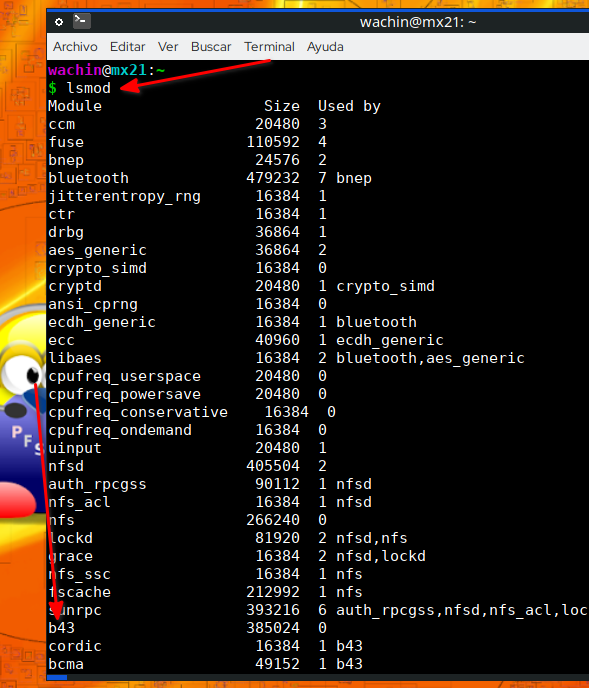 wachin@mx21: ~
Archivo Editar Ver Buscar Terminal Ayuda
wachin@mx21:~
$ lsmod
Module                  Size  Used by
ccm                    20480  3
fuse                  110592  4
bnep                   24576  2
bluetooth             479232  7 bnep
jitterentropy_rng      16384  1
ctr                    16384  1
drbg                   36864  1
aes_generic            36864  2
crypto_simd            16384  0
cryptd                 20480  1 crypto_simd
ansi_cprng             16384  0
ecdh_generic           16384  1 bluetooth
ecc                    40960  1 ecdh_generic
libaes                 16384  2 bluetooth,aes_generic
cpufreq_userspace      20480  0
cpufreq_powersave      20480  0
cpufreq_conservative    16384  0
cpufreq_ondemand       16384  0
uinput                 20480  1
nfsd                  405504  2
auth_rpcgss            90112  1 nfsd
nfs_acl                16384  1 nfsd
nfs                   266240  0
lockd                  81920  2 nfsd,nfs
grace                  16384  2 nfsd,lockd
nfs_ssc                16384  1 nfs
fscache               212992  1 nfs
sunrpc                393216  6 auth_rpcgss,nfsd,nfs_acl,loc
b43                   385024  0
cordic                 16384  1 b43
bcma                   49152  1 b43
P F S